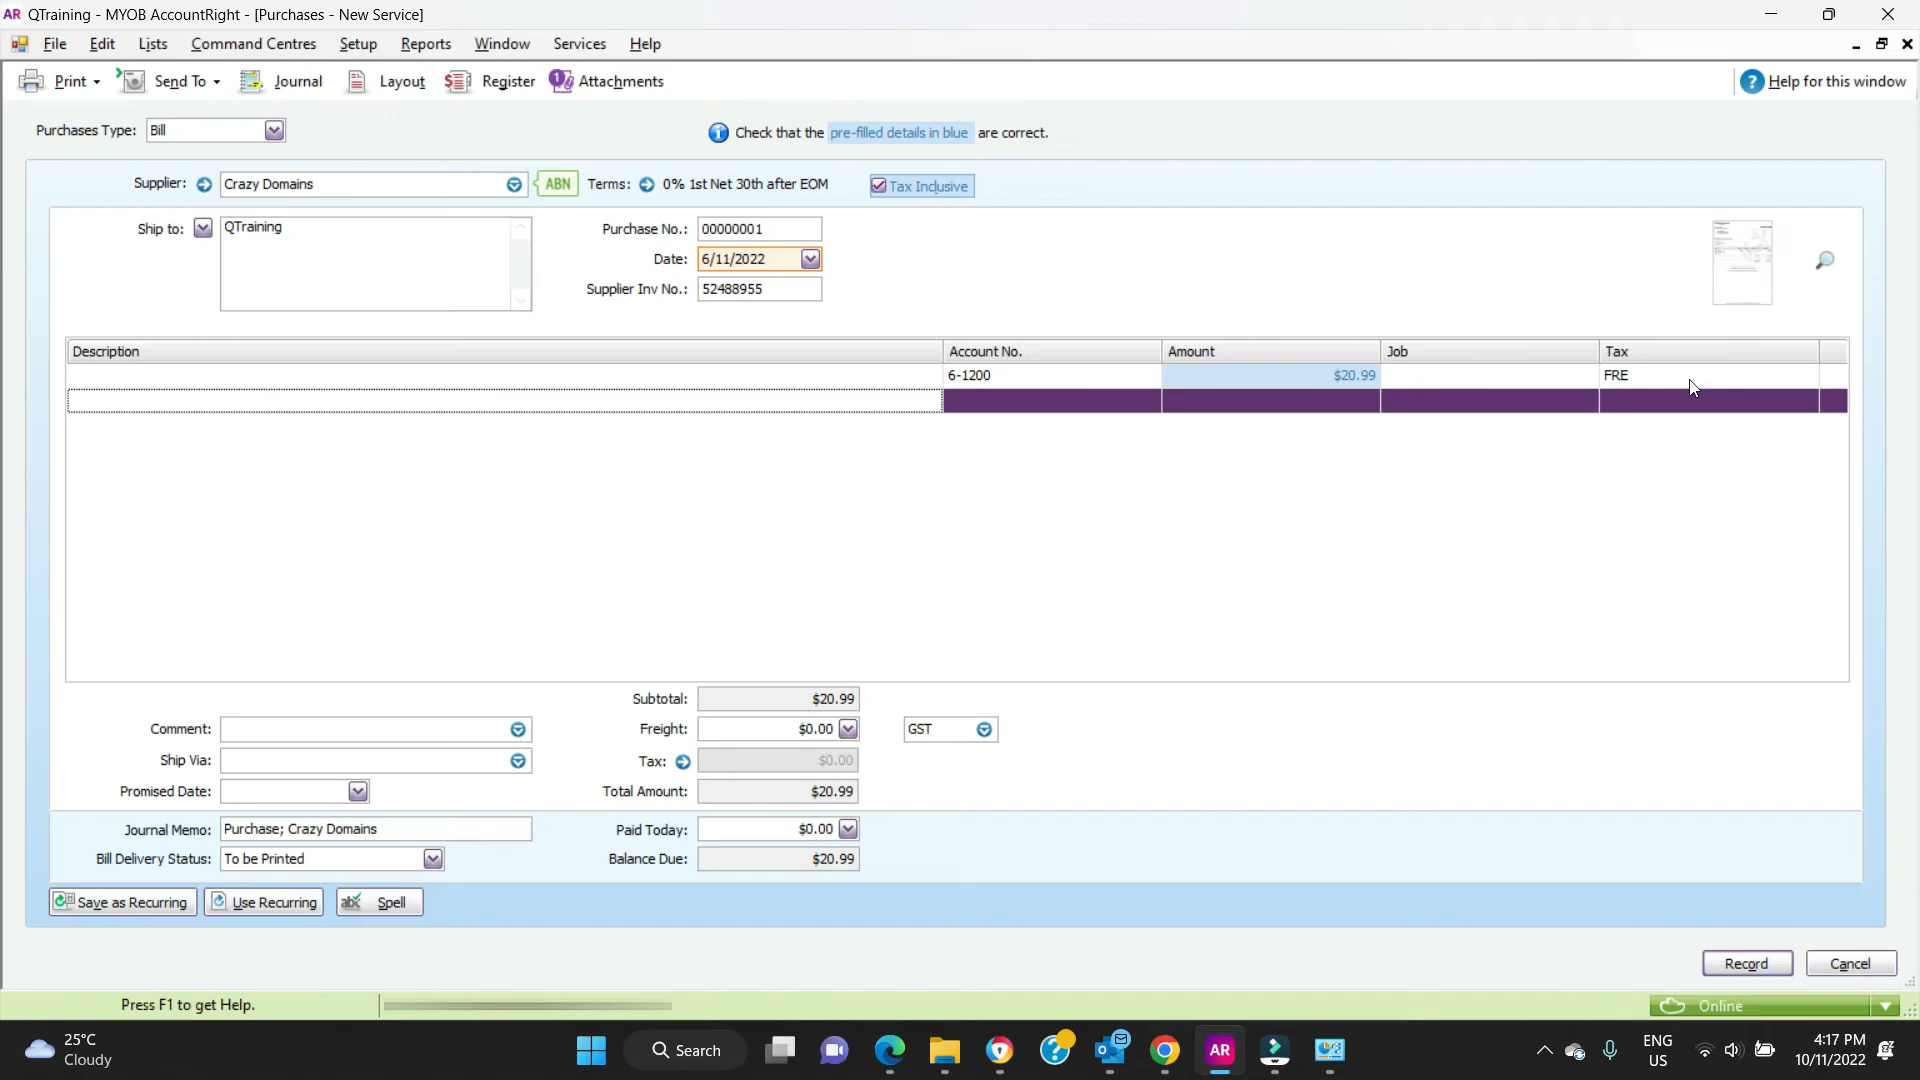 AR QTraining - MYOB AccountRight - [Purchases - New Service]
File Edit Lists Command Centres Setup Reports Window Services Help
Print Send To Journal Layout Register 1 Attachments ? Help for this window
Purchases Type: Bill
i Check that the pre-filled details in blue are correct.
Supplier: Crazy Domains ABN Terms: 0% 1st Net 30th after EOM Tax Inclusive
Ship to: QTraining
Purchase No.: 00000001
Date: 6/11/2022
Supplier Inv No.: 52488955
Description Account No. Amount Job Tax
6-1200 $20.99 FRE
Subtotal: $20.99
Comment: Freight: $0.00 GST
Ship Via: Tax: $0.00
Promised Date: Total Amount: $20.99
Journal Memo: Purchase; Crazy Domains Paid Today: $0.00
Bill Delivery Status: To be Printed Balance Due: $20.99
Save as Recurring Use Recurring abc Spell
Record Cancel
Press F1 to get Help. Online
25°C
Cloudy
Search
AR
ENG
US
4:17 PM
10/11/2022